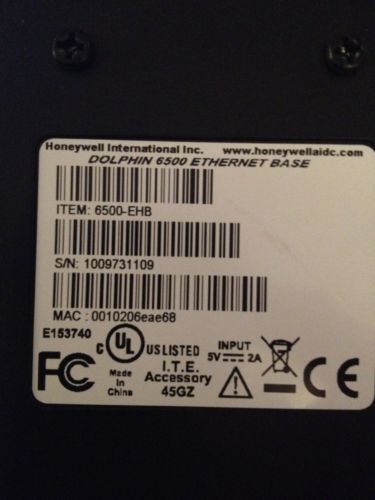 Honeywell International Inc. www.honeywellaidc.com
DOLPHIN 6500 ETHERNET BASE
ITEM: 6500-EHB
S/N: 1009731109
MAC : 0010206eae68
E153740
C UL US LISTED
I.T.E.
Accessory
45GZ
INPUT
5V 2A
FC
Made
In
China
CE